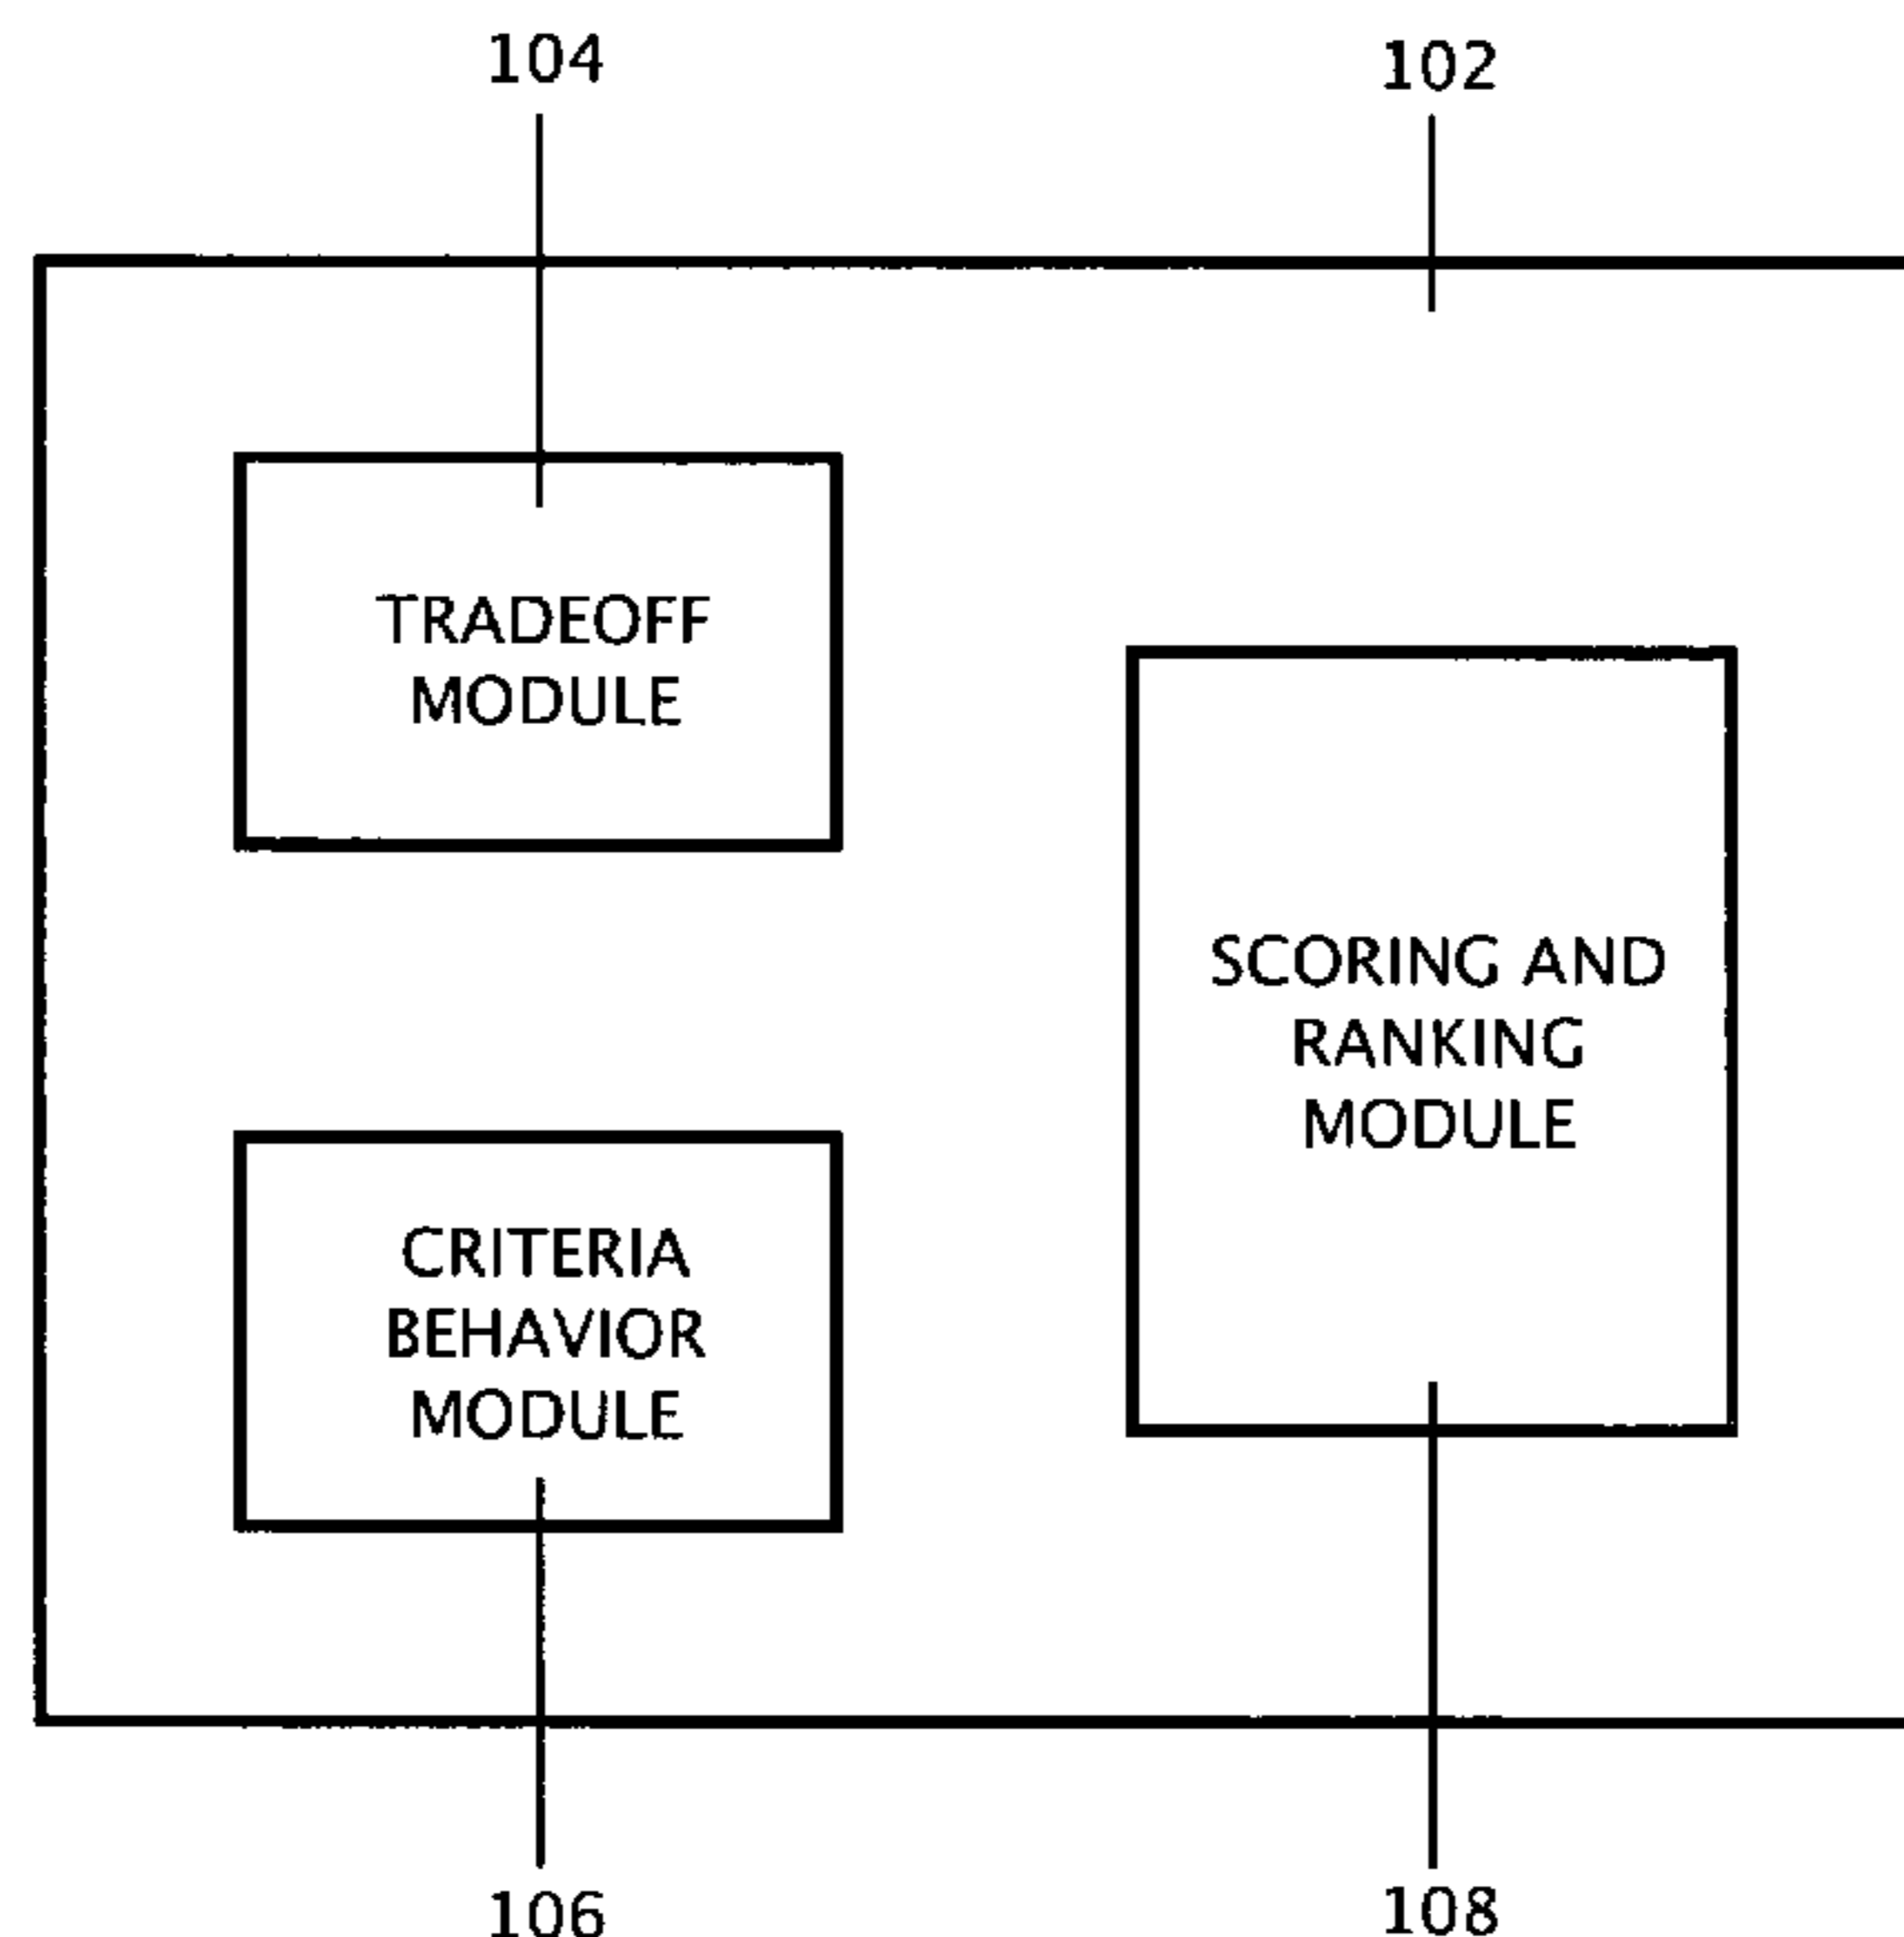 104
102
TRADEOFF
MODULE
SCORING AND
RANKING
MODULE
CRITERIA
BEHAVIOR
MODULE
106
108